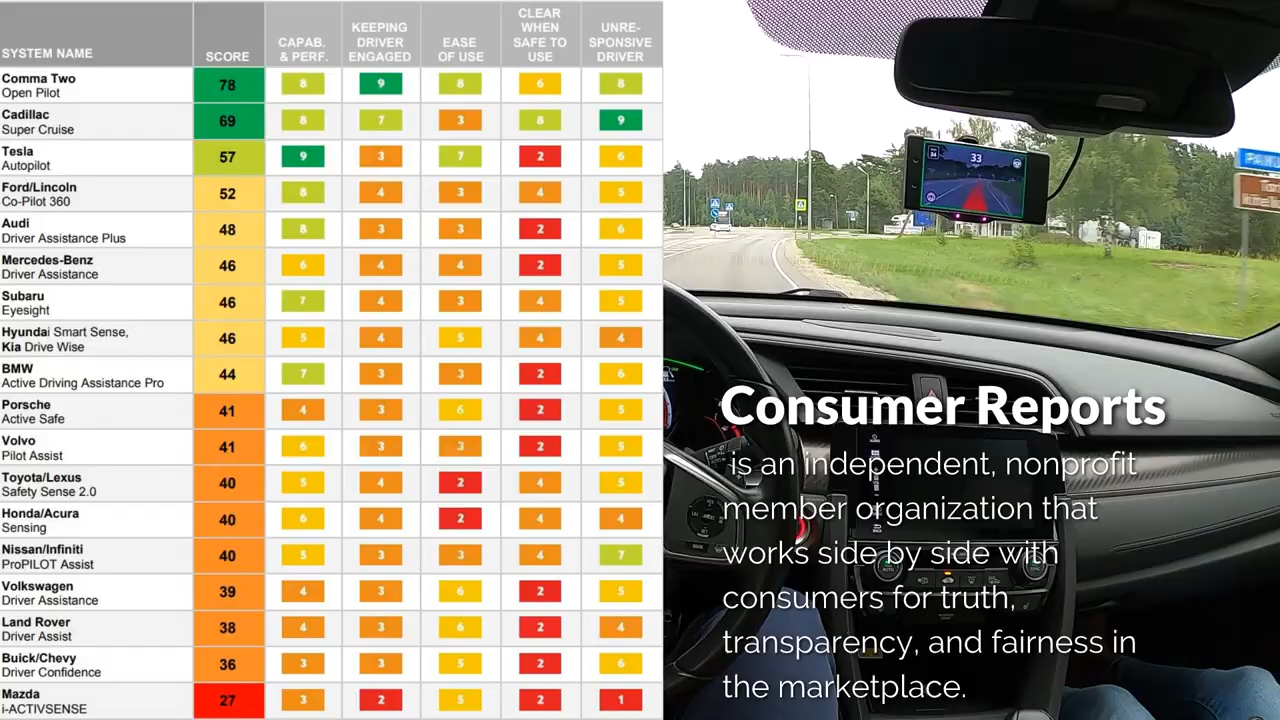 SYSTEM NAME
SCORE
CAPAB. & PERF.
KEEPING DRIVER ENGAGED
EASE OF USE
CLEAR WHEN SAFE TO USE
UNRE-SPONSIVE DRIVER
Comma Two
Open Pilot
78 8 9 8 6 8
Cadillac
Super Cruise
69 8 7 3 8 9
Tesla
Autopilot
57 9 3 7 2 6
Ford/Lincoln
Co-Pilot 360
52 8 4 3 4 5
Audi
Driver Assistance Plus
48 8 3 3 2 6
Mercedes-Benz
Driver Assistance
46 6 4 4 2 5
Subaru
Eyesight
46 7 4 3 4 5
Hyundai Smart Sense,
Kia Drive Wise
46 5 4 5 4 4
BMW
Active Driving Assistance Pro
44 7 3 3 2 6
Porsche
Active Safe
41 4 3 6 2 5
Volvo
Pilot Assist
41 6 3 3 2 5
Toyota/Lexus
Safety Sense 2.0
40 5 4 2 4 5
Honda/Acura
Sensing
40 6 4 2 4 4
Nissan/Infiniti
ProPILOT Assist
40 5 3 3 4 7
Volkswagen
Driver Assistance
39 4 3 6 2 5
Land Rover
Driver Assist
38 4 3 6 2 4
Buick/Chevy
Driver Confidence
36 3 3 5 2 6
Mazda
i-ACTIVSENSE
27 3 2 5 2 1
33
Consumer Reports
is an independent, nonprofit
member organization that
works side by side with
consumers for truth,
transparency, and fairness in
the marketplace.